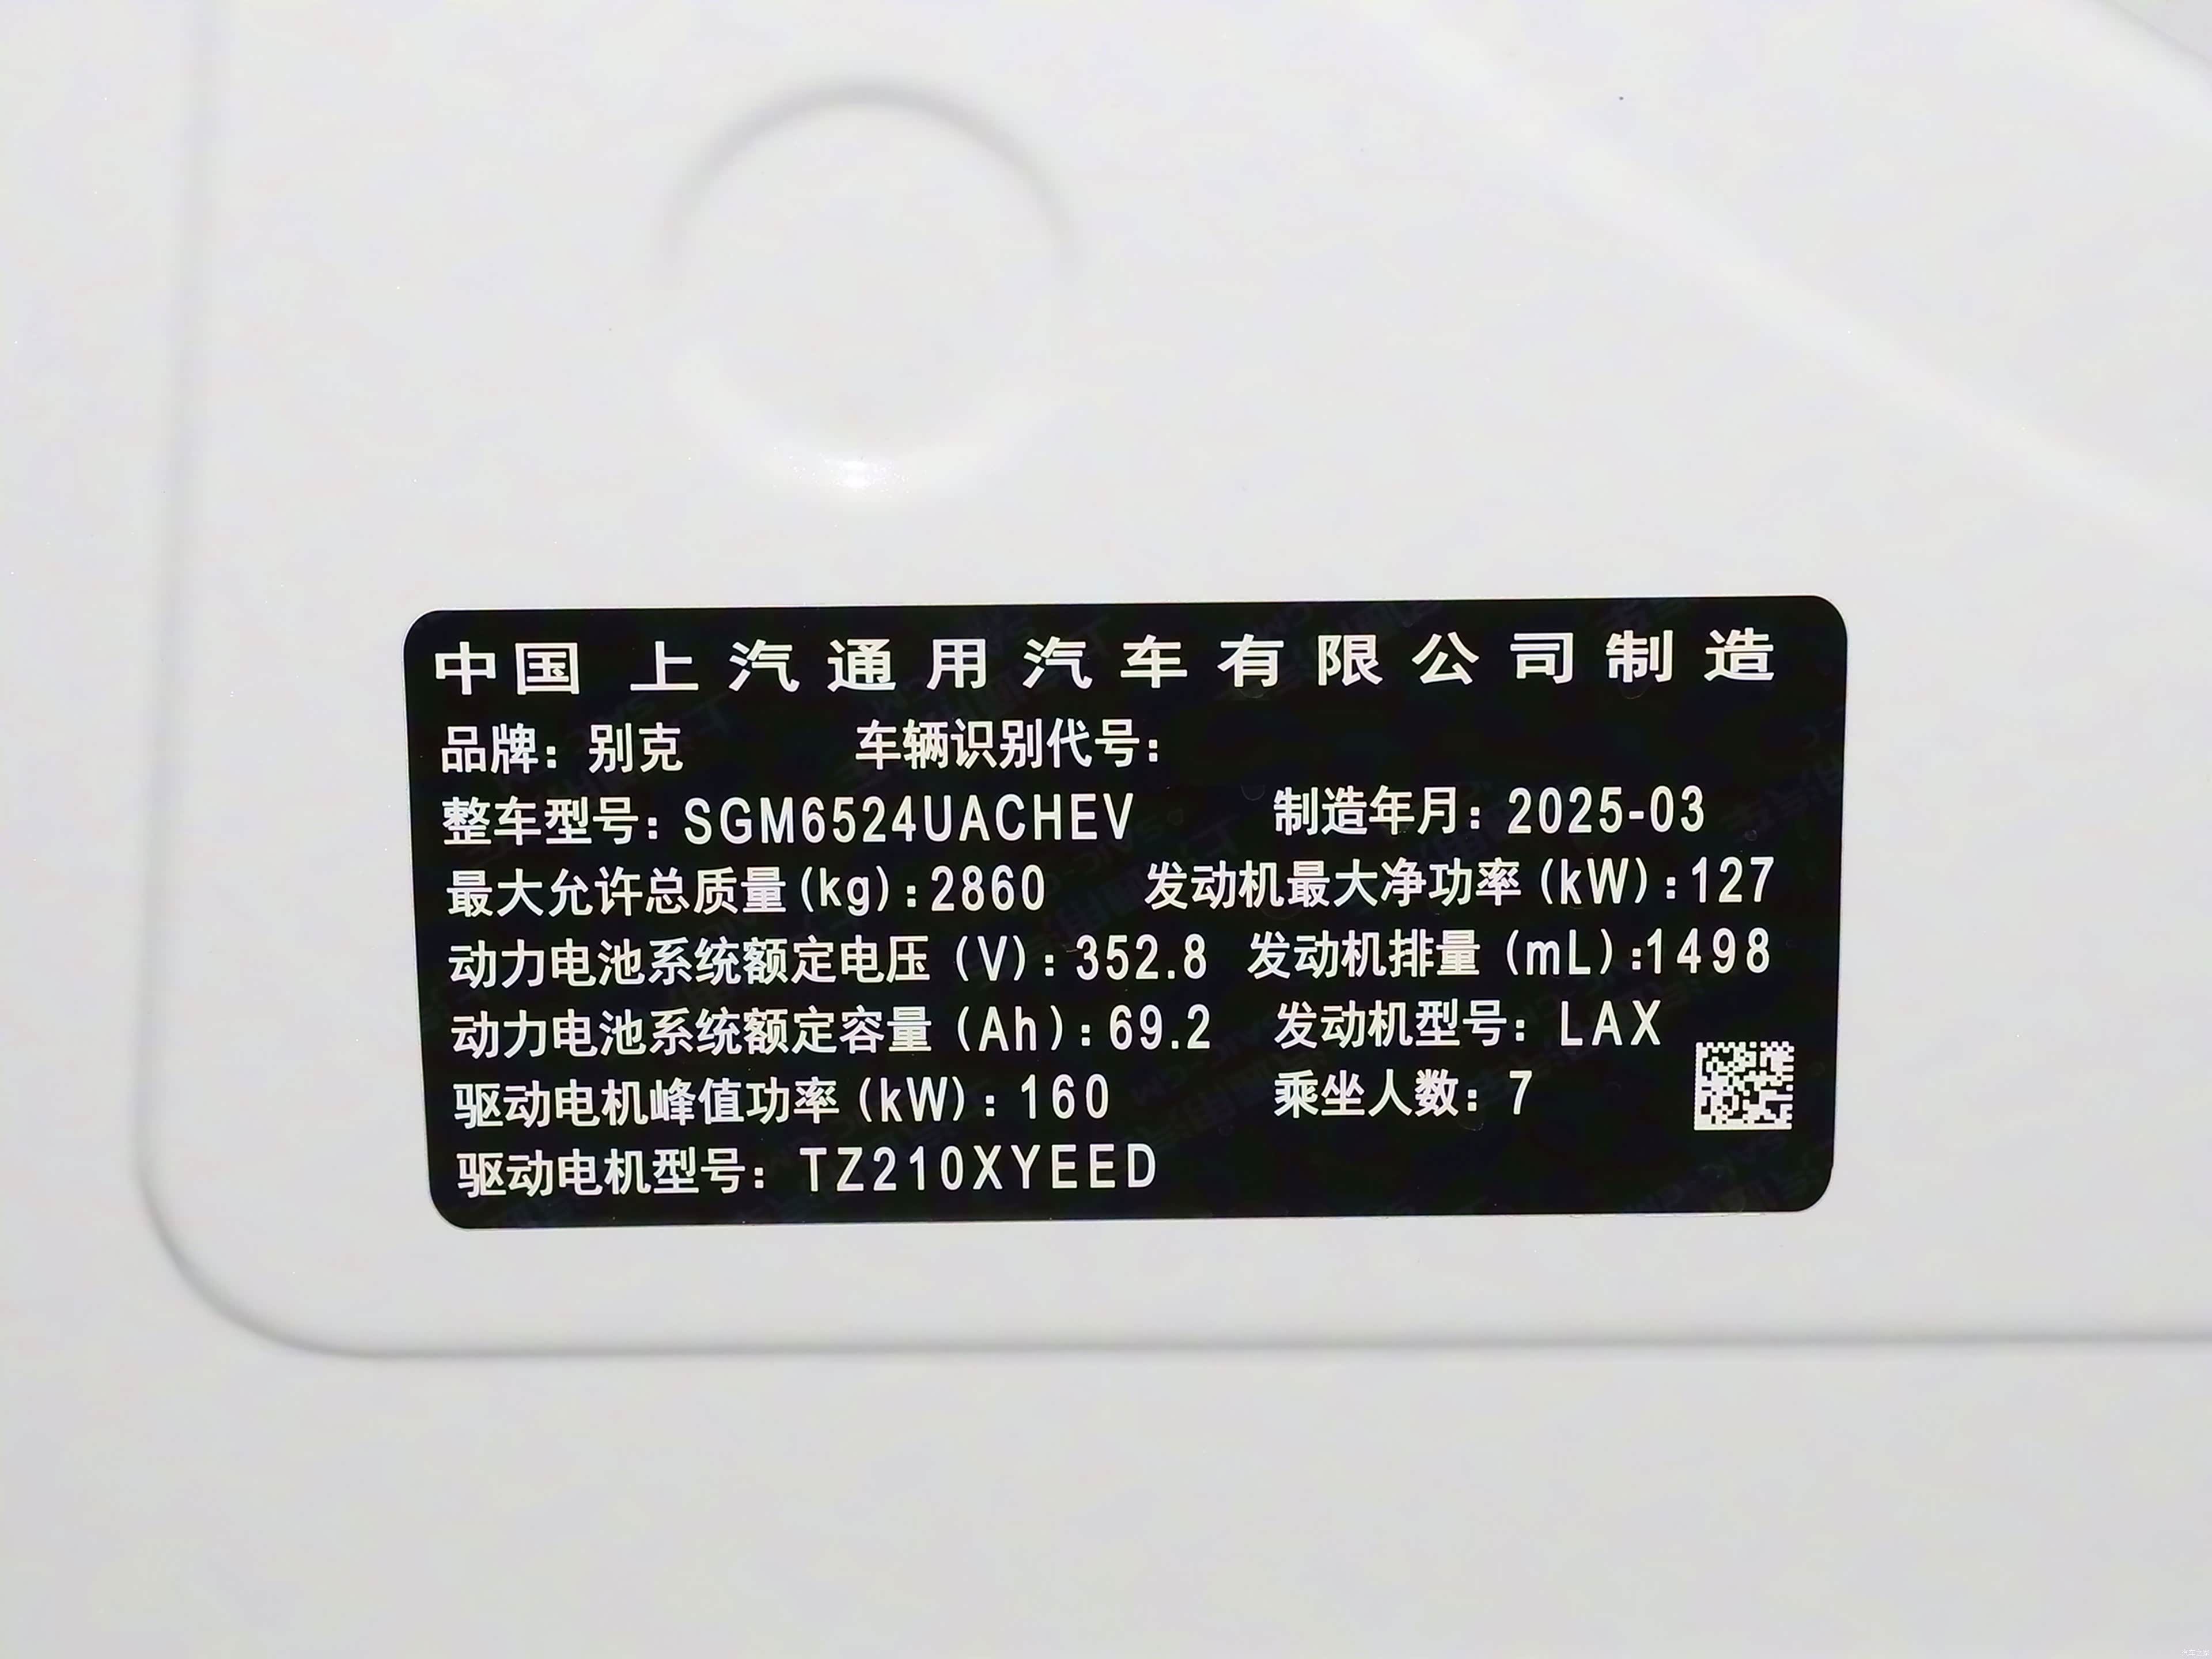 中国 上汽通用汽车有限公司制造
品牌：别克 车辆识别代号：
整车型号：SGM6524UACHEV 制造年月：2025-03
最大允许总质量(kg):2860 发动机最大净功率(kW):127
动力电池系统额定电压(V):352.8 发动机排量(mL):1498
动力电池系统额定容量(Ah):69.2 发动机型号：LAX
驱动电机峰值功率(kW):160 乘坐人数：7
驱动电机型号：TZ210XYEED
汽车之家